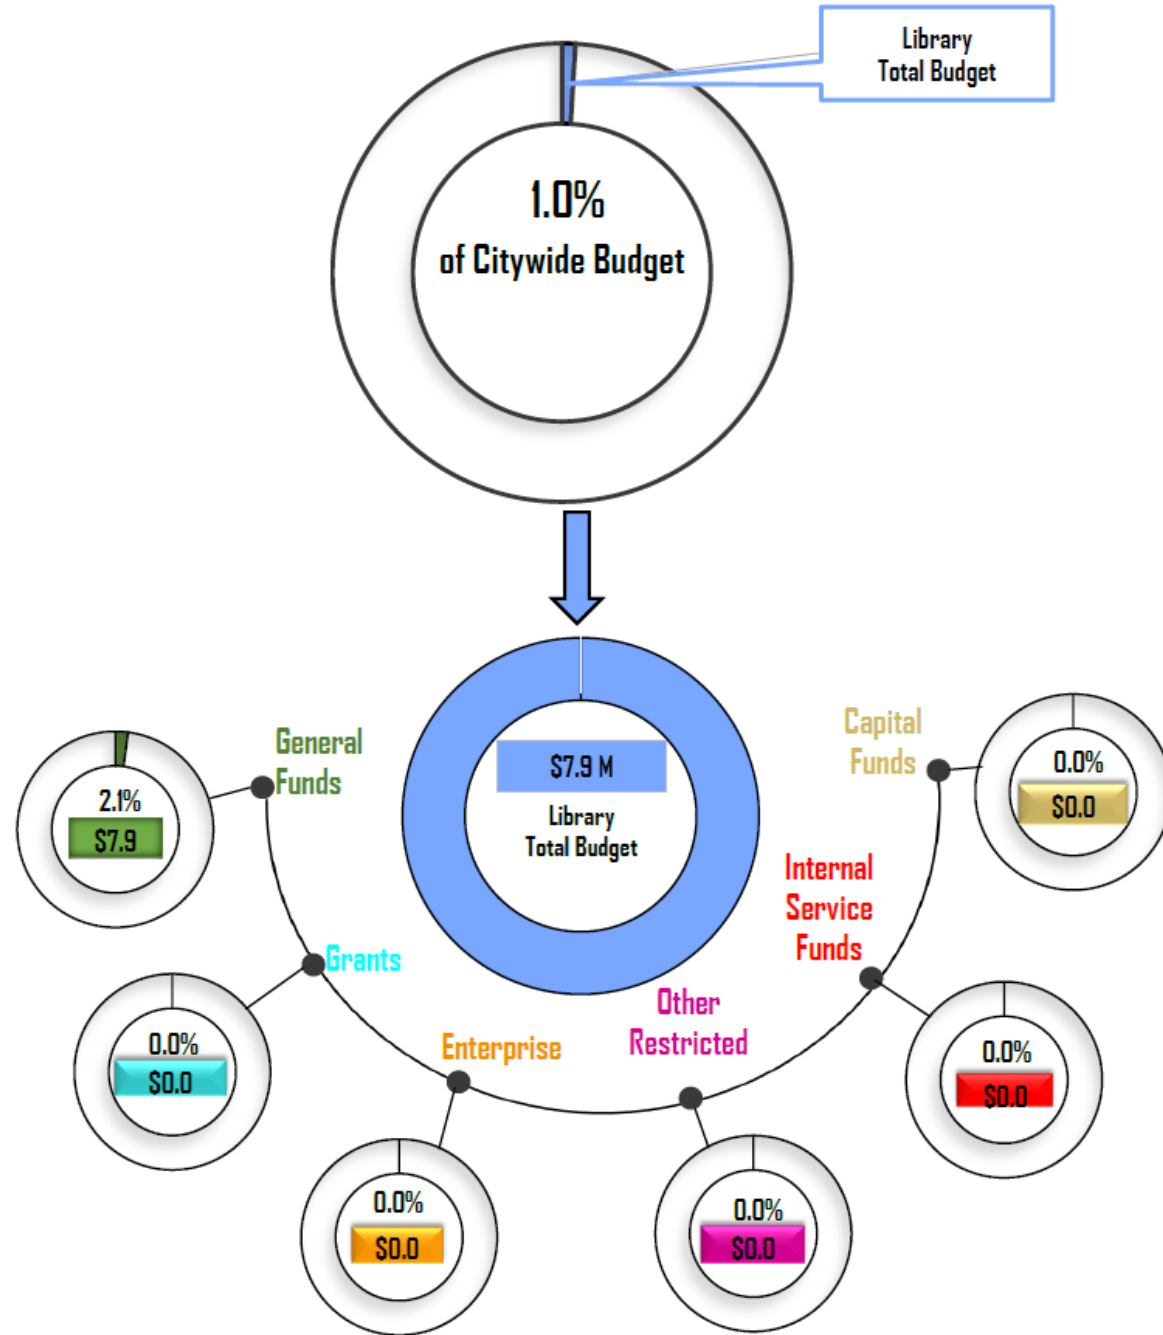 Library
Total Budget
1.0%
of Citywide Budget
$7.9 M
Library
Total Budget
General
Funds
2.1%
$7.9
Grants
0.0%
$0.0
Enterprise
0.0%
$0.0
Other
Restricted
0.0%
$0.0
Internal
Service
Funds
0.0%
$0.0
Capital
Funds
0.0%
$0.0